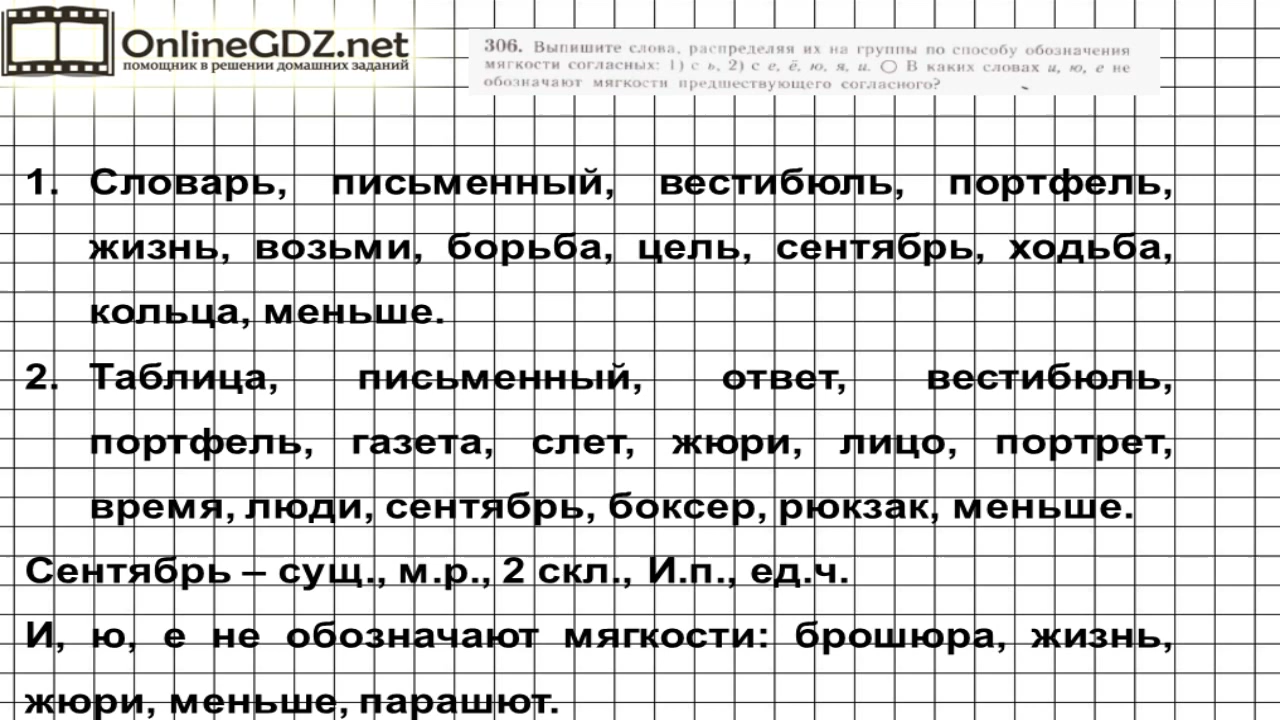 OnlineGDZ.net
помощник в решении домашних заданий
306. Выпишите слова, распределяя их на группы по способу обозначения
мягкости согласных: 1) с ь, 2) с е, ё, ю, я, и. ○ В каких словах и, ю, е не
обозначают мягкости предшествующего согласного?
1. Словарь, письменный, вестибюль, портфель,
жизнь, возьми, борьба, цель, сентябрь, ходьба,
кольца, меньше.
2. Таблица, письменный, ответ, вестибюль,
портфель, газета, слет, жюри, лицо, портрет,
время, люди, сентябрь, боксер, рюкзак, меньше.
Сентябрь – сущ., м.р., 2 скл., И.п., ед.ч.
И, ю, е не обозначают мягкости: брошюра, жизнь,
жюри, меньше, парашют.